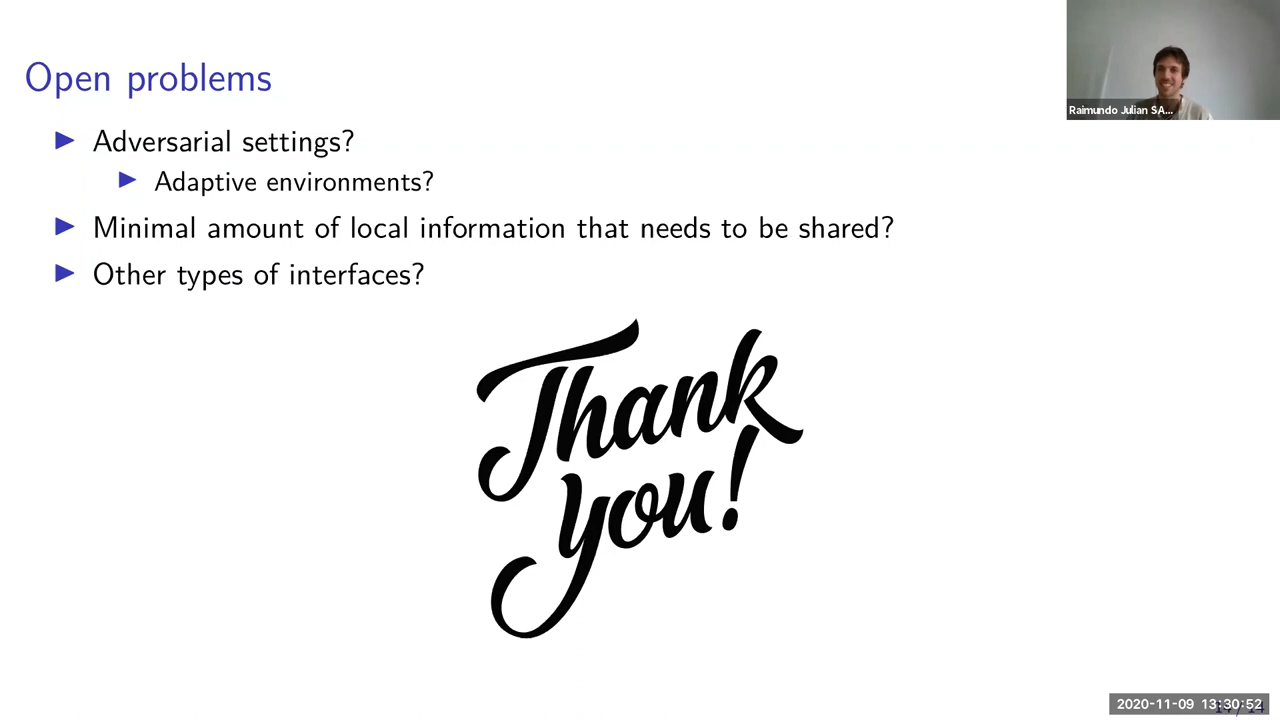 Open problems
Adversarial settings?
Adaptive environments?
Minimal amount of local information that needs to be shared?
Other types of interfaces?
Thank
you!
Raimundo Julian SA...
2020-11-09 13:30:52